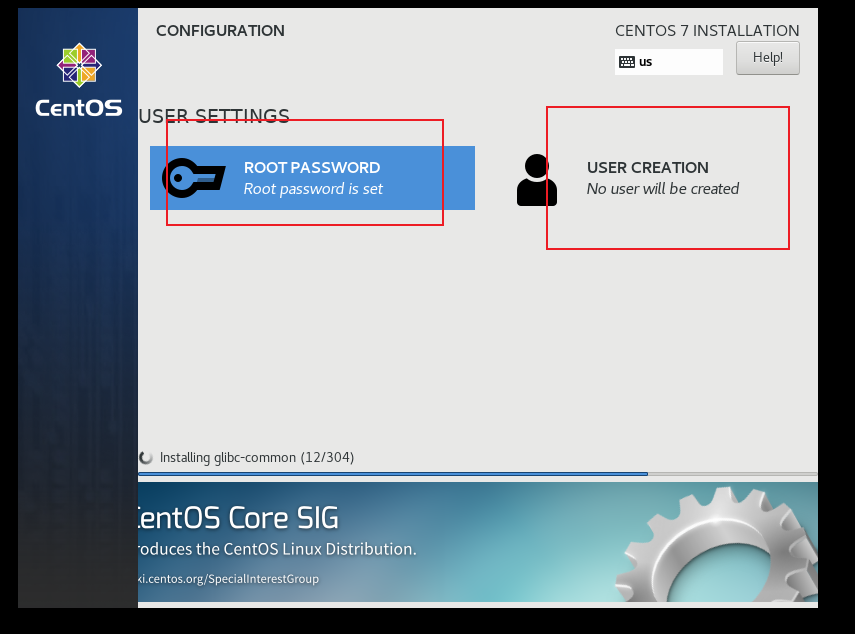 CONFIGURATION
CENTOS 7 INSTALLATION
us
Help!
CentOS
USER SETTINGS
ROOT PASSWORD
Root password is set
USER CREATION
No user will be created
Installing glibc-common (12/304)
CentOS Core SIG
roduces the CentOS Linux Distribution.
ki.centos.org/SpecialInterestGroup